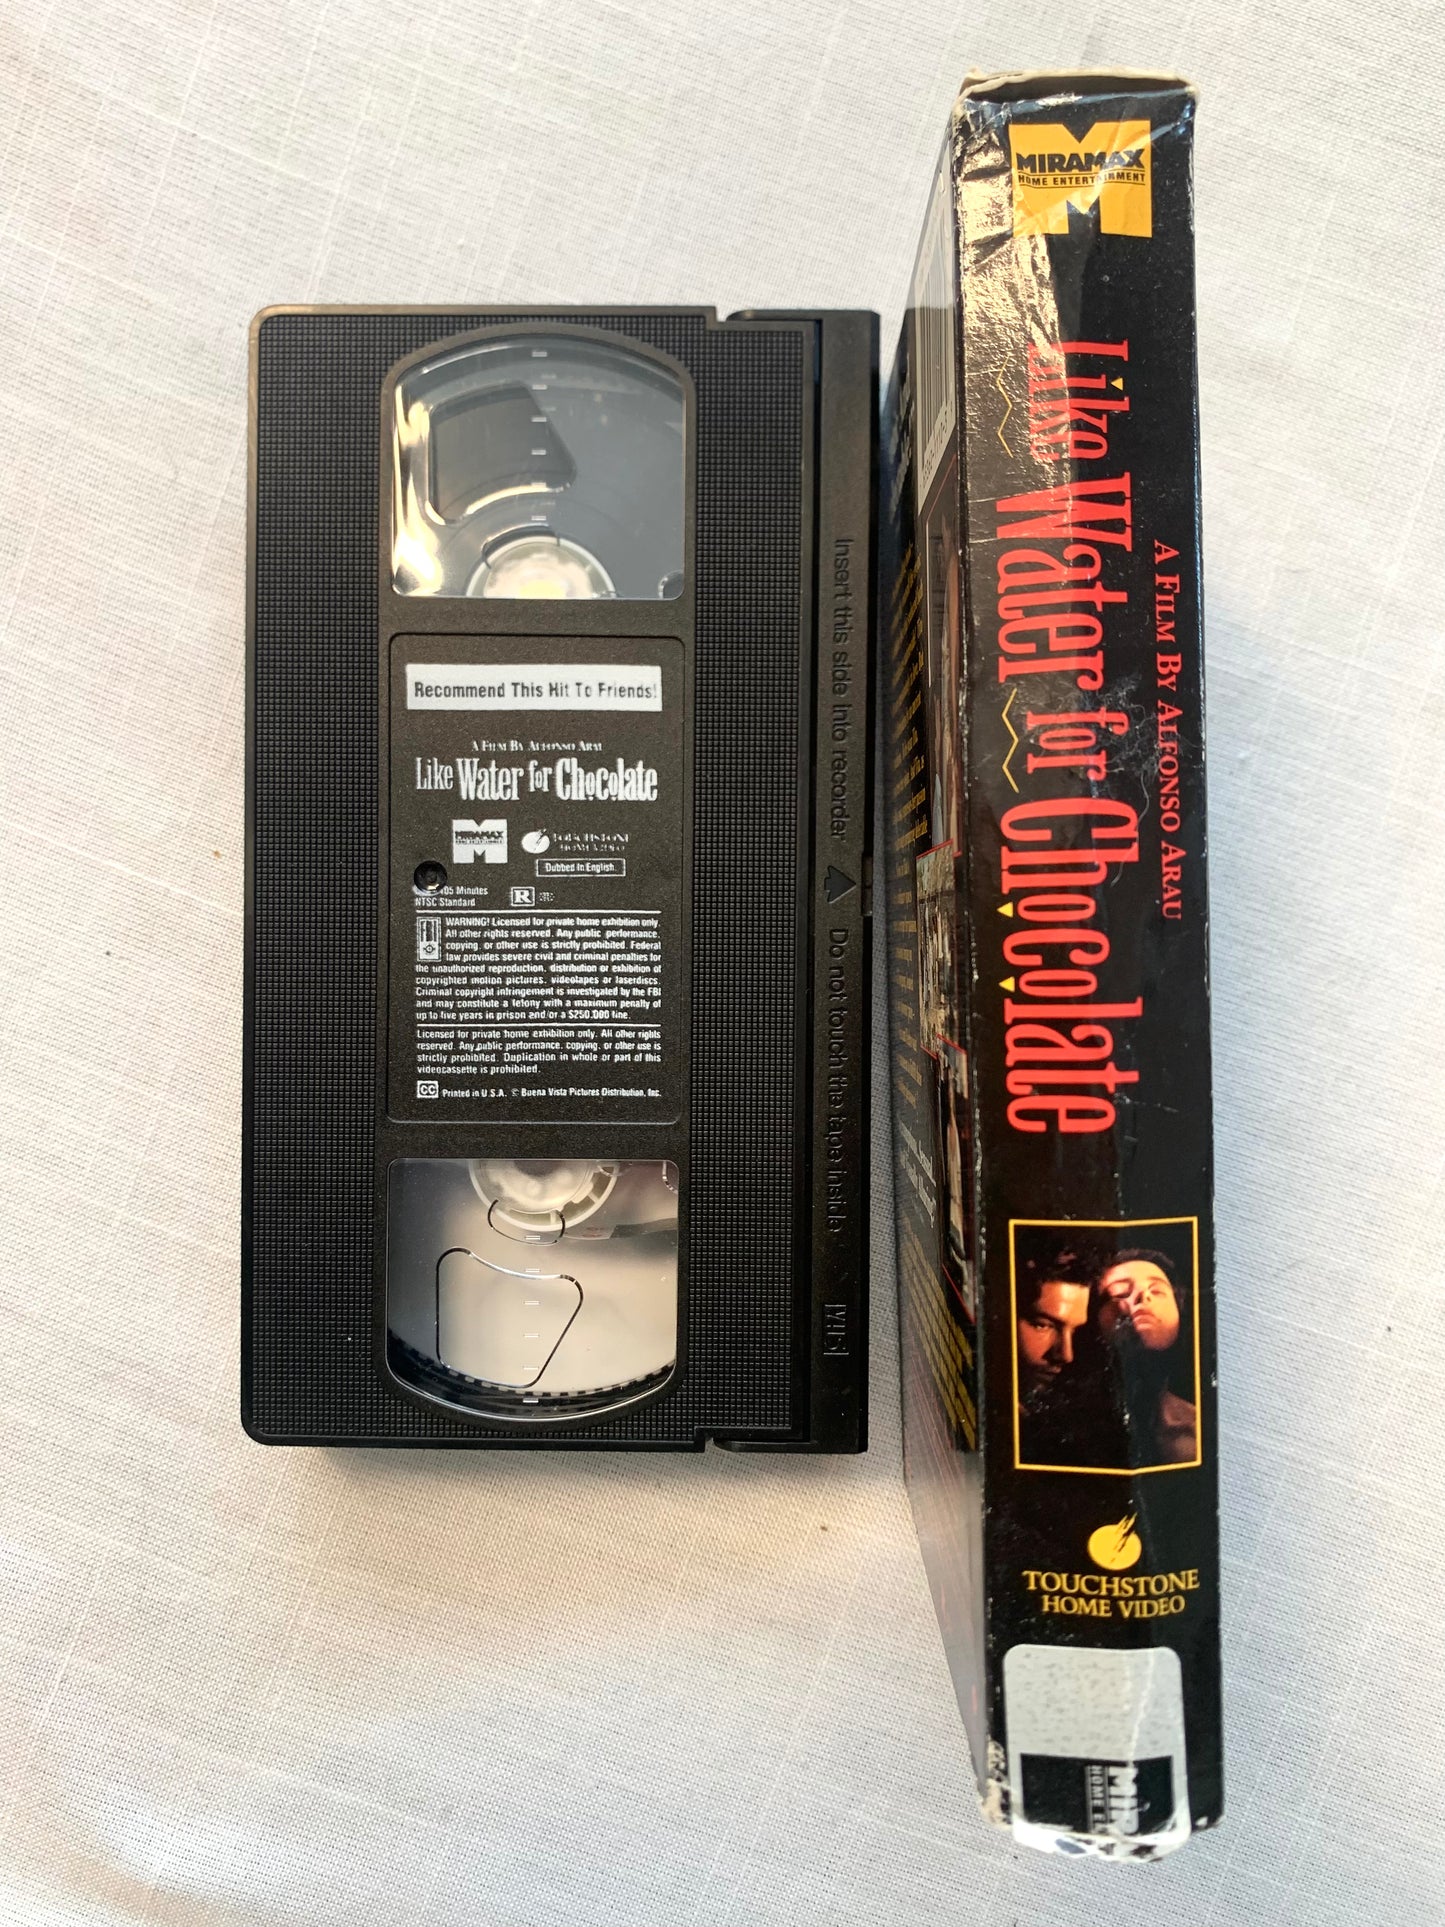 Recommend This Hit To Friends!
A FILM BY ALFONSO ARAU
Like Water for Chocolate
MIRAMAX
HOME ENTERTAINMENT
TOUCHSTONE
HOME VIDEO
Dubbed in English.
105 Minutes
NTSC Standard
R
WARNING! Licensed for private home exhibition only.
All other rights reserved. Any public performance,
copying, or other use is strictly prohibited. Federal
law provides severe civil and criminal penalties for
the unauthorized reproduction, distribution or exhibition of
copyrighted motion pictures, videotapes or laserdiscs.
Criminal copyright infringement is investigated by the FBI
and may constitute a felony with a maximum penalty of
up to five years in prison and/or a $250,000 fine.
Licensed for private home exhibition only. All other rights
reserved. Any public performance, copying, or other use is
strictly prohibited. Duplication in whole or part of this
videocassette is prohibited.
CC Printed in U.S.A. © Buena Vista Pictures Distribution, Inc.
Insert this side into recorder
Do not touch the tape inside
VHS
MIRAMAX
HOME ENTERTAINMENT
A FILM BY ALFONSO ARAU
Like Water for Chocolate
TOUCHSTONE
HOME VIDEO
MIR
HOME E